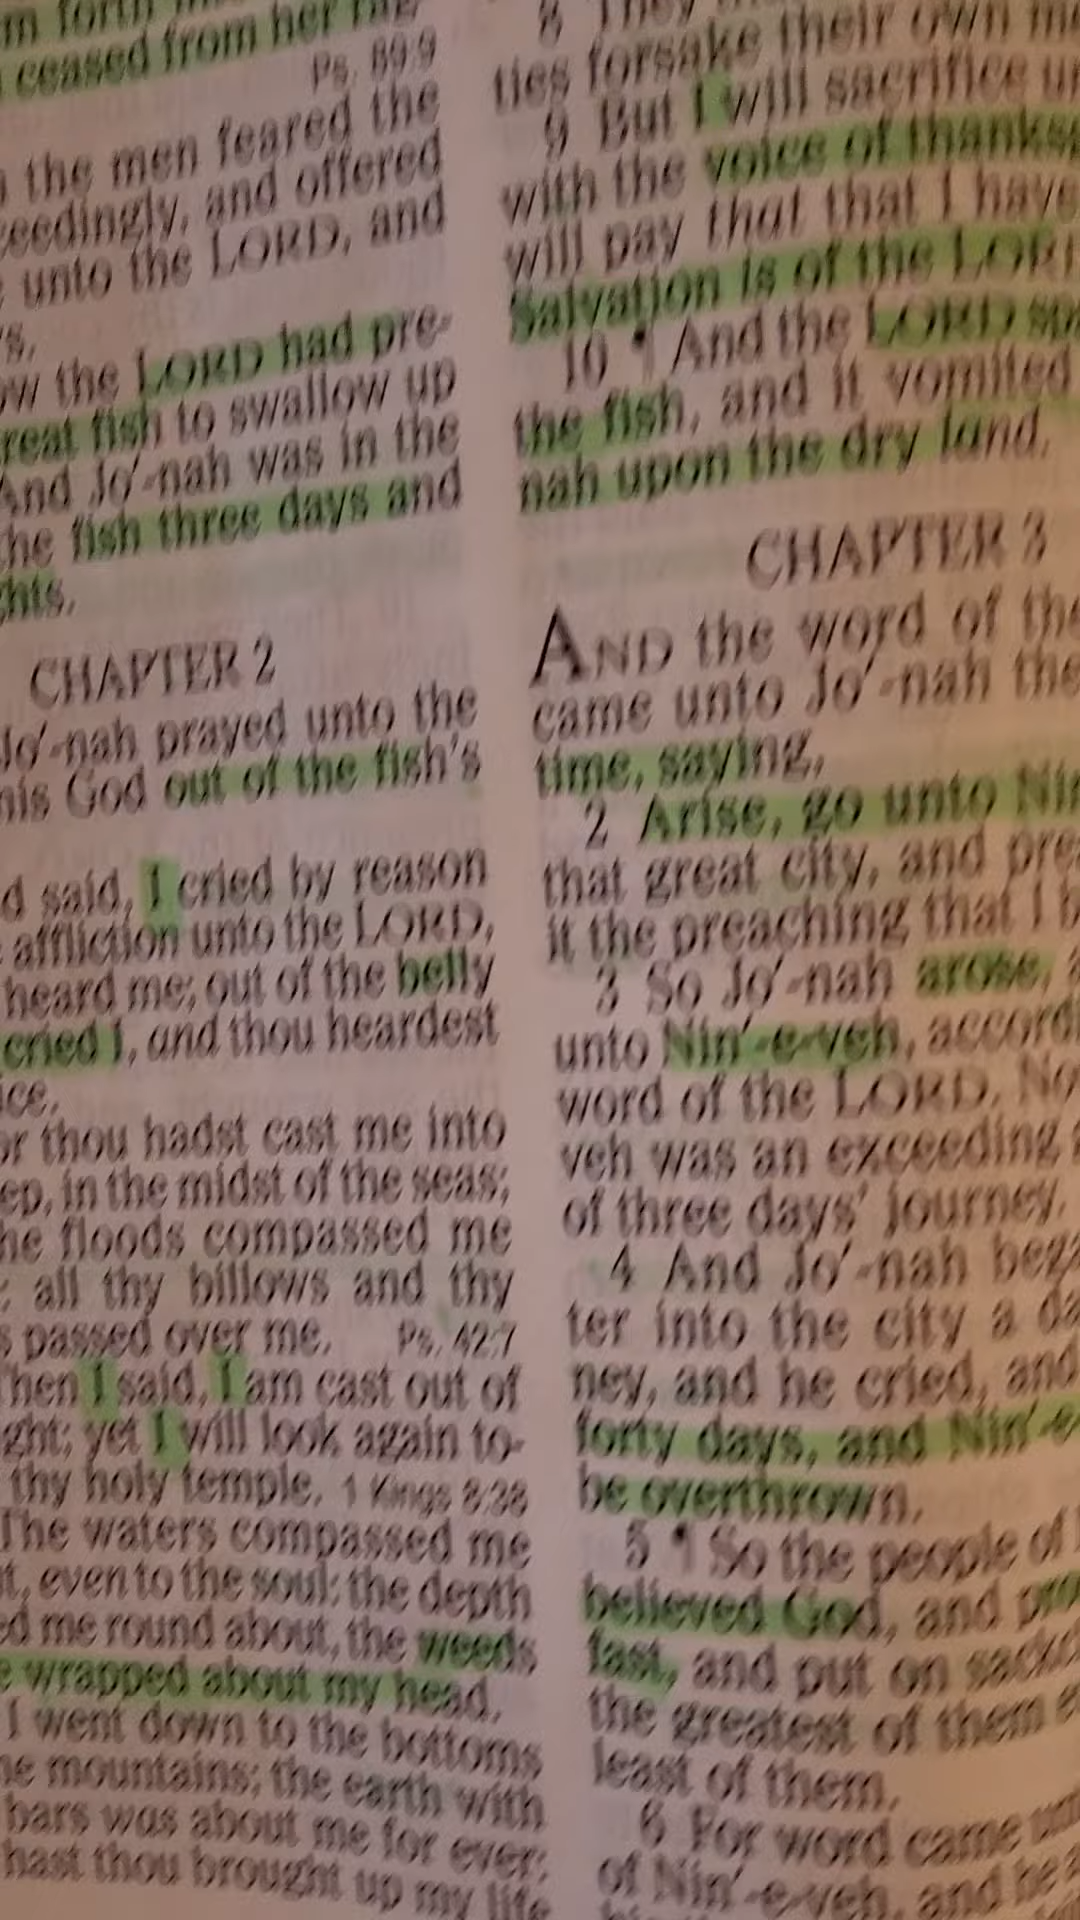 ceased from her
Ps. 89:9
the men feared the
ceedingly, and offered
unto the LORD, and
the LORD had pre-
reat fish to swallow up
And Jo'-nah was in the
he fish three days and
ghts.
CHAPTER 2
Jo'-nah prayed unto the
his God out of the fish's
d said, I cried by reason
affliction unto the LORD,
heard me; out of the belly
cried I, and thou heardest
ice.
or thou hadst cast me into
ep, in the midst of the seas;
he floods compassed me
: all thy billows and thy
s passed over me. Ps. 42:7
Then I said, I am cast out of
ght; yet I will look again to-
thy holy temple. 1 Kings 8:38
The waters compassed me
t, even to the soul: the depth
ed me round about, the weeds
e wrapped about my head.
I went down to the bottoms
he mountains; the earth with
bars was about me for ever:
hast thou brought up my life
8 They
ties forsake their own
9 But I will sacrifice
with the voice of thanks
will pay that that I have
Salvation is of the LORD
10 ¶ And the LORD sp
the fish, and it vomited
nah upon the dry land.
CHAPTER 3
AND the word of the
came unto Jo'-nah the
time, saying,
2 Arise, go unto Nin
that great city, and pre
it the preaching that I b
3 So Jo'-nah arose,
unto Nin'-e-veh, accord
word of the LORD. No
veh was an exceeding
of three days' journey.
4 And Jo'-nah bega
ter into the city a da
ney, and he cried, and
forty days, and Nin'-e
be overthrown.
5 ¶ So the people of
believed God, and pro
fast, and put on sackc
the greatest of them e
least of them.
6 For word came un
of Nin'-e-veh, and he